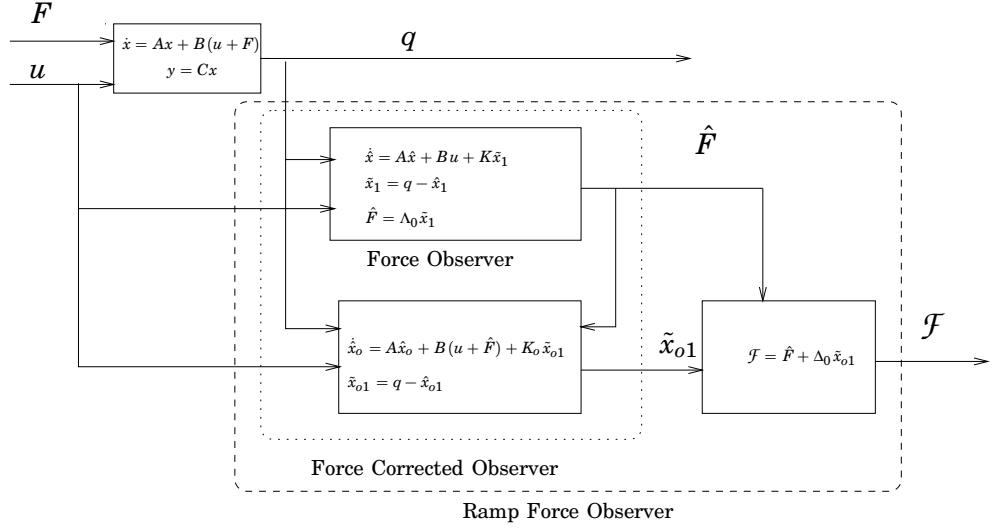 F
u
ẋ = Ax + B(u + F)
y = Cx
q
x̂̇ = Ax̂ + Bu + Kx̃₁
x̃₁ = q − x̂₁
F̂ = Λ₀x̃₁
Force Observer
F̂
x̂̇ₒ = Ax̂ₒ + B(u + F̂) + Kₒx̃ₒ₁
x̃ₒ₁ = q − x̂ₒ₁
x̃ₒ₁
ℱ = F̂ + Δ₀x̃ₒ₁
ℱ
Force Corrected Observer
Ramp Force Observer